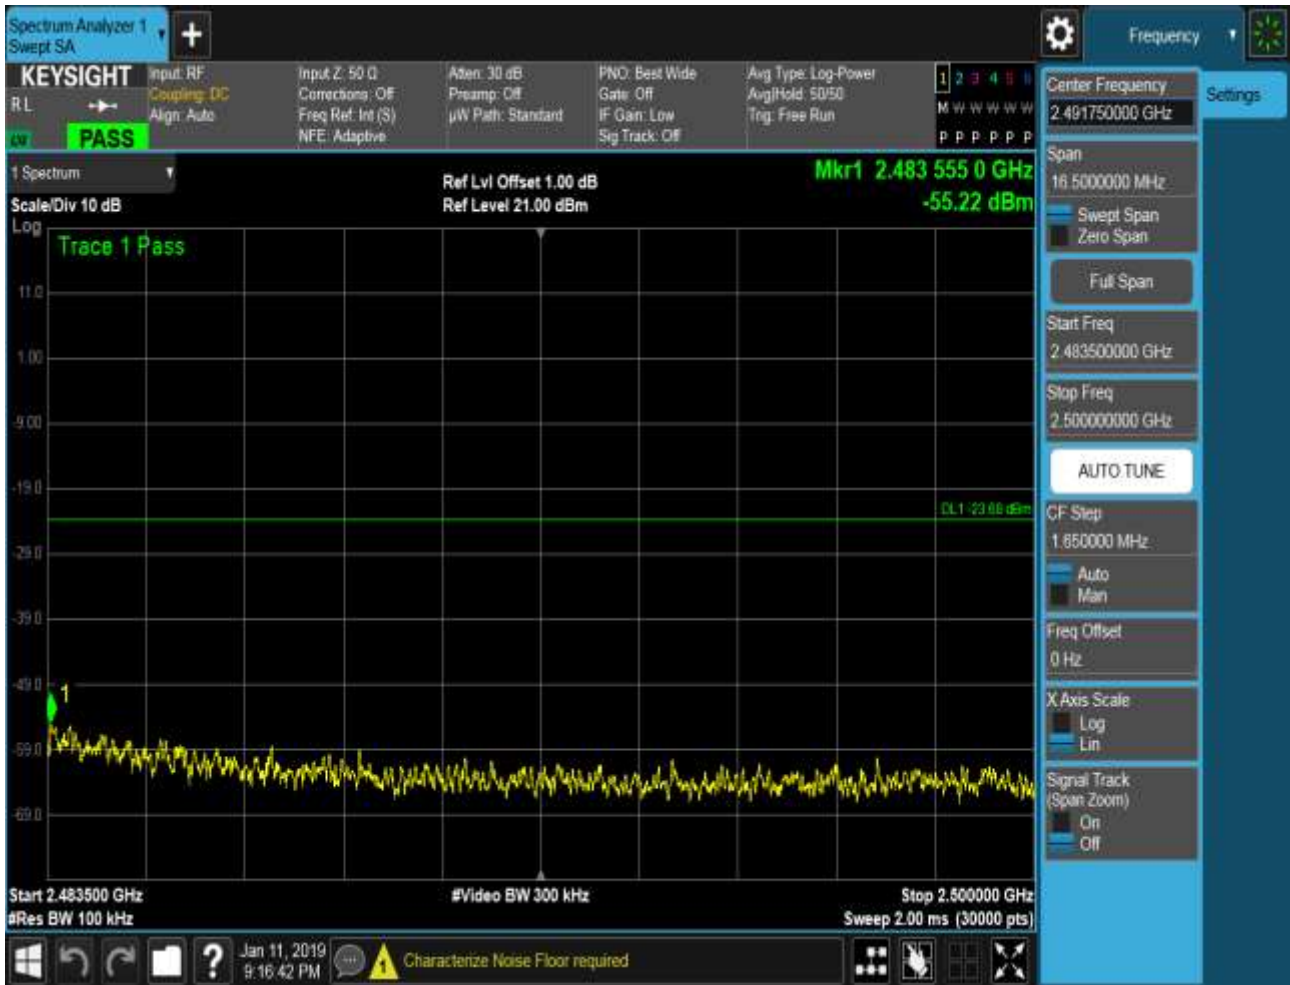 Spectrum Analyzer 1
Swept SA
+
Frequency
KEYSIGHT
RL
PASS
Input: RF
Coupling: DC
Align: Auto
Input Z: 50 Ω
Corrections: Off
Freq Ref: Int (S)
NFE: Adaptive
Atten: 30 dB
Preamp: Off
µW Path: Standard
PNO: Best Wide
Gate: Off
IF Gain: Low
Sig Track: Off
Avg Type: Log-Power
Avg|Hold: 50/50
Trig: Free Run
1 2 3 4 5 6
M W W W W W
P P P P P P
1 Spectrum
Scale/Div 10 dB
Ref Lvl Offset 1.00 dB
Ref Level 21.00 dBm
Mkr1 2.483 555 0 GHz
-55.22 dBm
Log
Trace 1 Pass
11.0
1.00
-9.00
-19.0
DL1 -23.68 dBm
-29.0
-39.0
-49.0
1
-59.0
-69.0
Start 2.483500 GHz
#Video BW 300 kHz
Stop 2.500000 GHz
#Res BW 100 kHz
Sweep 2.00 ms (30000 pts)
?
Jan 11, 2019
9:16:42 PM
Characterize Noise Floor required
Center Frequency
2.491750000 GHz
Settings
Span
16.5000000 MHz
Swept Span
Zero Span
Full Span
Start Freq
2.483500000 GHz
Stop Freq
2.500000000 GHz
AUTO TUNE
CF Step
1.650000 MHz
Auto
Man
Freq Offset
0 Hz
X Axis Scale
Log
Lin
Signal Track
(Span Zoom)
On
Off